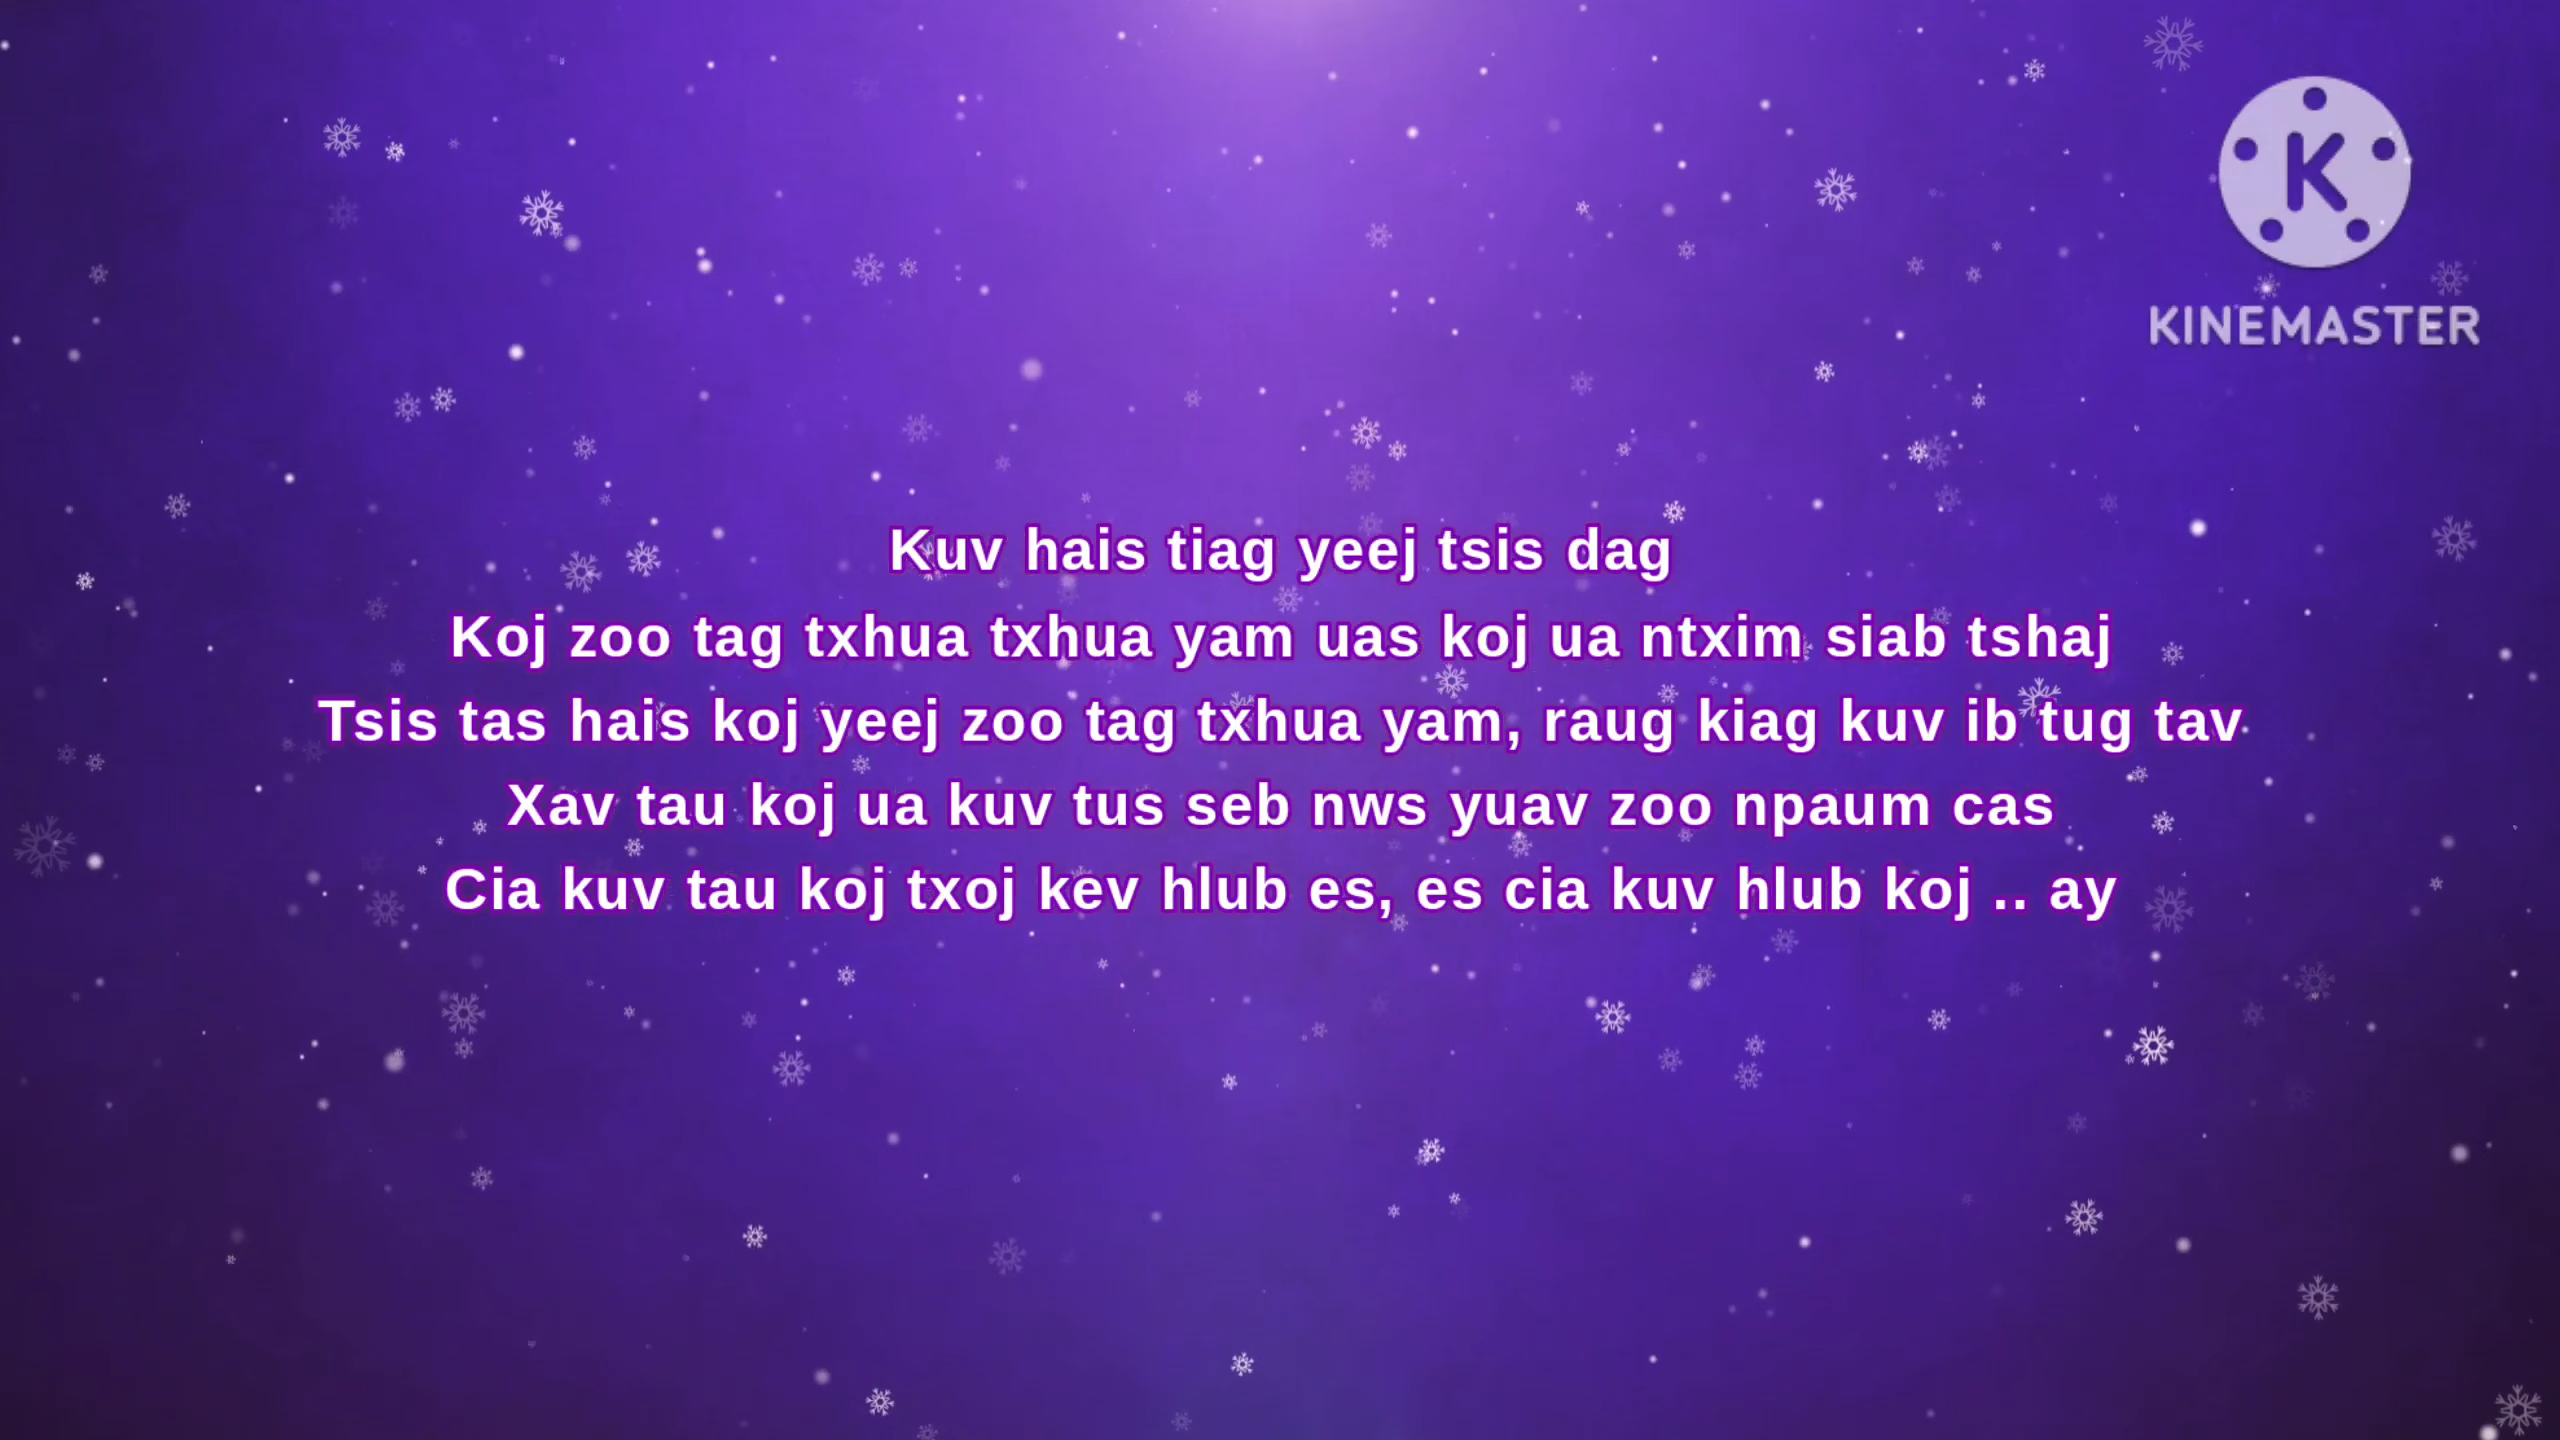 K
KINEMASTER
Kuv hais tiag yeej tsis dag
Koj zoo tag txhua txhua yam uas koj ua ntxim siab tshaj
Tsis tas hais koj yeej zoo tag txhua yam, raug kiag kuv ib tug tav
Xav tau koj ua kuv tus seb nws yuav zoo npaum cas
Cia kuv tau koj txoj kev hlub es, es cia kuv hlub koj .. ay